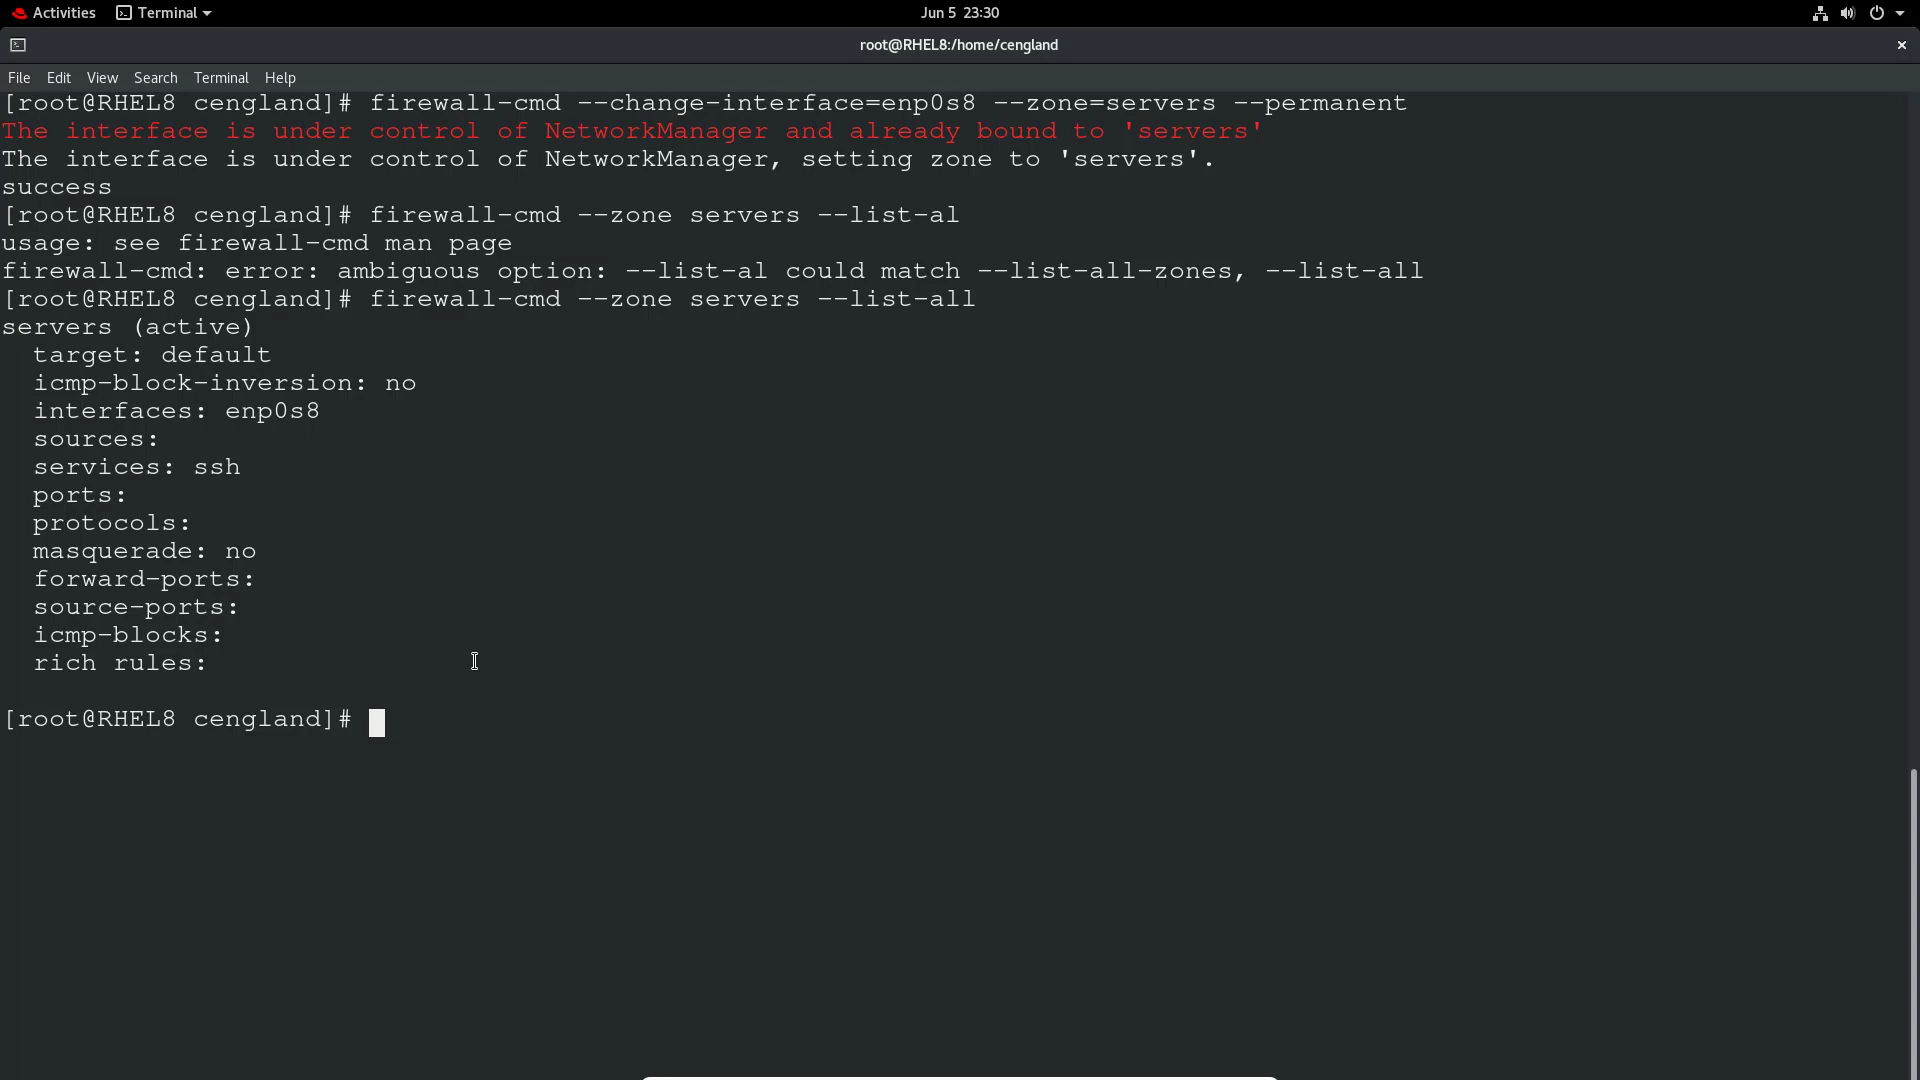 Activities Terminal Jun 5 23:30
root@RHEL8:/home/cengland ×
File Edit View Search Terminal Help
[root@RHEL8 cengland]# firewall-cmd --change-interface=enp0s8 --zone=servers --permanent
The interface is under control of NetworkManager and already bound to 'servers'
The interface is under control of NetworkManager, setting zone to 'servers'.
success
[root@RHEL8 cengland]# firewall-cmd --zone servers --list-al
usage: see firewall-cmd man page
firewall-cmd: error: ambiguous option: --list-al could match --list-all-zones, --list-all
[root@RHEL8 cengland]# firewall-cmd --zone servers --list-all
servers (active)
  target: default
  icmp-block-inversion: no
  interfaces: enp0s8
  sources:
  services: ssh
  ports:
  protocols:
  masquerade: no
  forward-ports:
  source-ports:
  icmp-blocks:
  rich rules:
[root@RHEL8 cengland]#